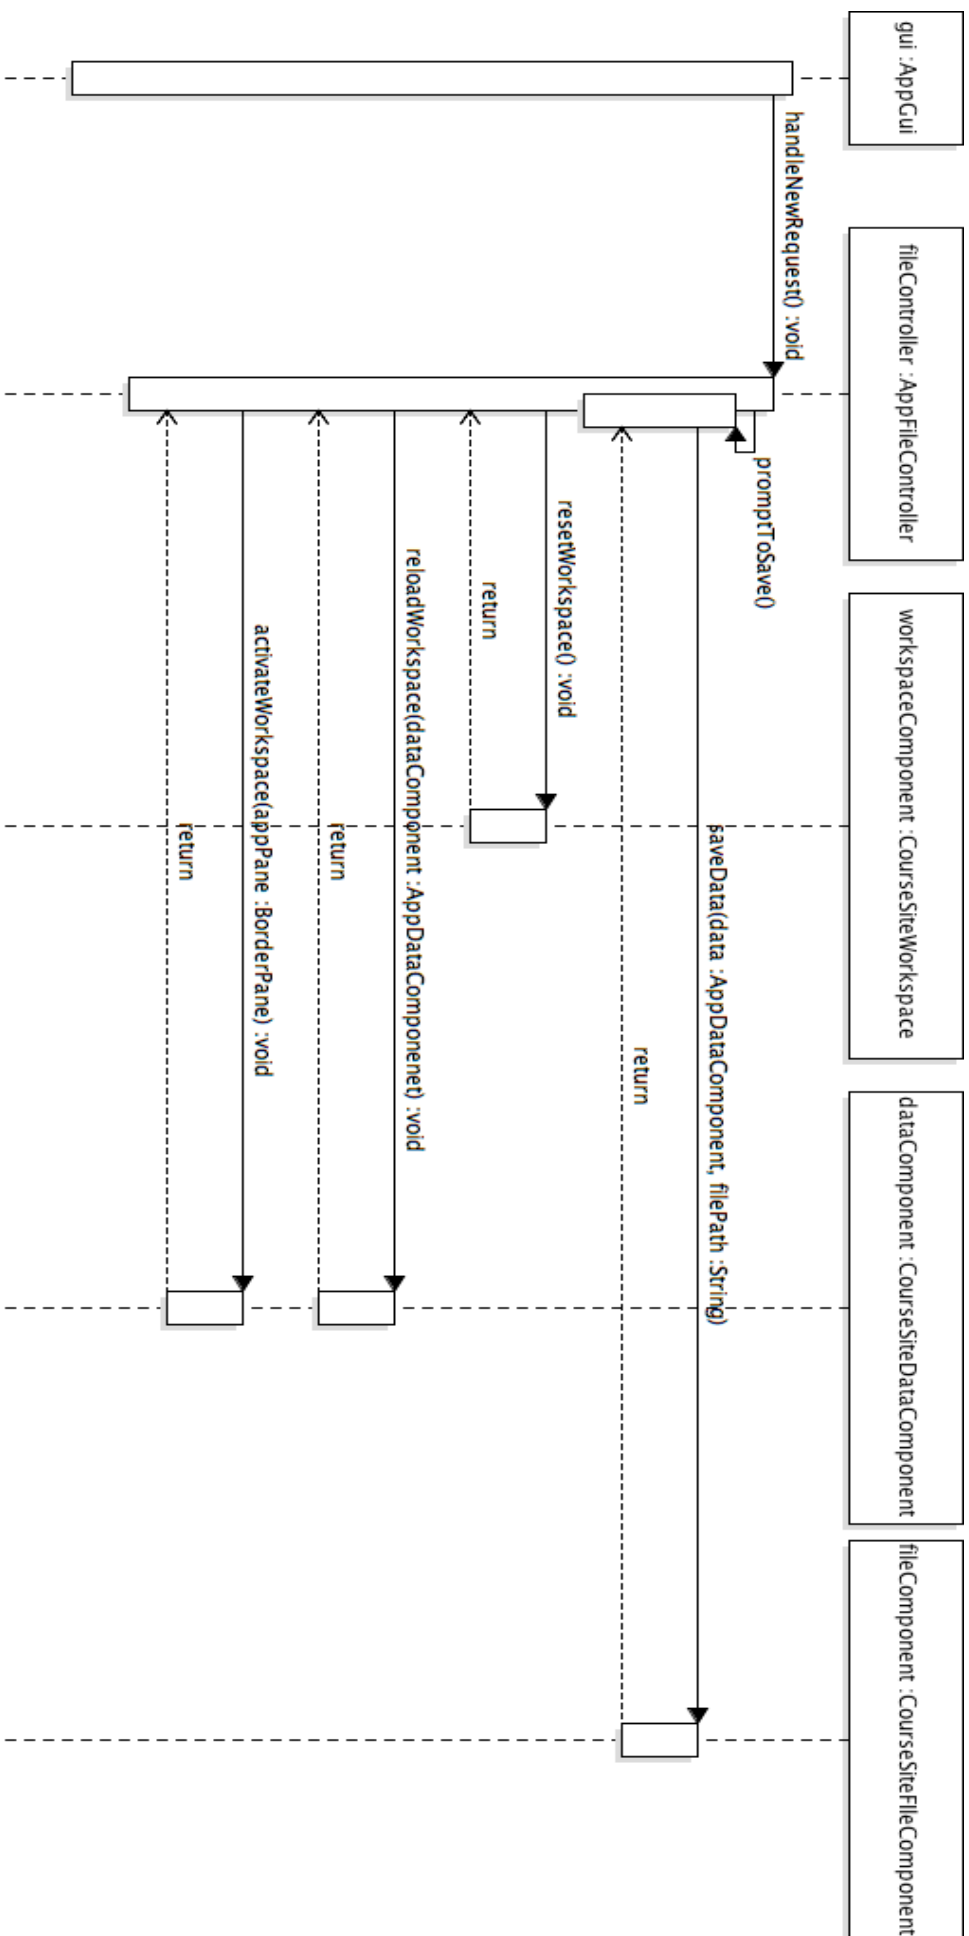 gui :AppGui
fileController :AppFileController
workspaceComponent :CourseSiteWorkspace
dataComponent :CourseSiteDataComponent
fileComponent :CourseSiteFIleComponent
handleNewRequest() :void
promptToSave()
saveData(data :AppDataComponent, filePath :String)
return
resetWorkspace() :void
return
reloadWorkspace(dataComponent :AppDataComponenet) :void
return
activateWorkspace(appPane :BorderPane) :void
return